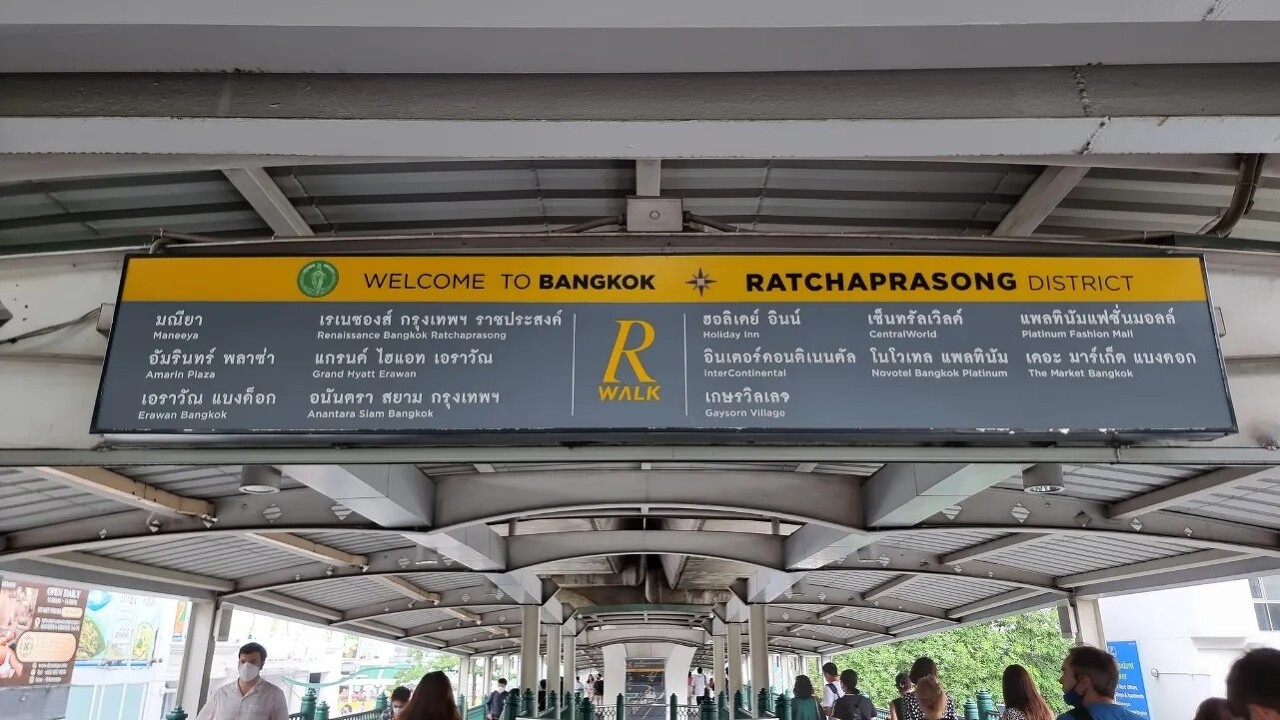 WELCOME TO BANGKOK RATCHAPRASONG DISTRICT
มณียา
Maneeya
อัมรินทร์ พลาซ่า
Amarin Plaza
เอราวัณ แบงค็อก
Erawan Bangkok
เรเนซองส์ กรุงเทพฯ ราชประสงค์
Renaissance Bangkok Ratchaprasong
แกรนด์ ไฮแอท เอราวัณ
Grand Hyatt Erawan
อนันตรา สยาม กรุงเทพฯ
Anantara Siam Bangkok
R
WALK
ฮอลิเดย์ อินน์
Holiday Inn
อินเตอร์คอนติเนนตัล
InterContinental
เกษรวิลเลจ
Gaysorn Village
เซ็นทรัลเวิลด์
CentralWorld
โนโวเทล แพลทินัม
Novotel Bangkok Platinum
แพลทินัมแฟชั่นมอลล์
Platinum Fashion Mall
เดอะ มาร์เก็ต แบงคอก
The Market Bangkok
OPEN DAILY